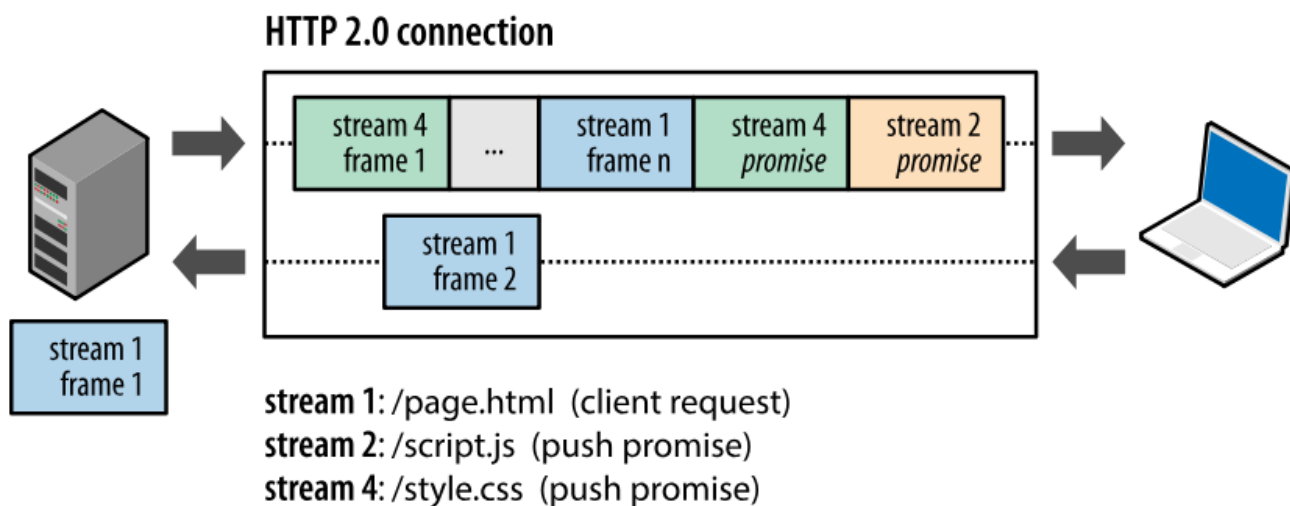 HTTP 2.0 connection
stream 4
frame 1
...
stream 1
frame n
stream 4
promise
stream 2
promise
stream 1
frame 2
stream 1
frame 1
stream 1: /page.html (client request)
stream 2: /script.js (push promise)
stream 4: /style.css (push promise)